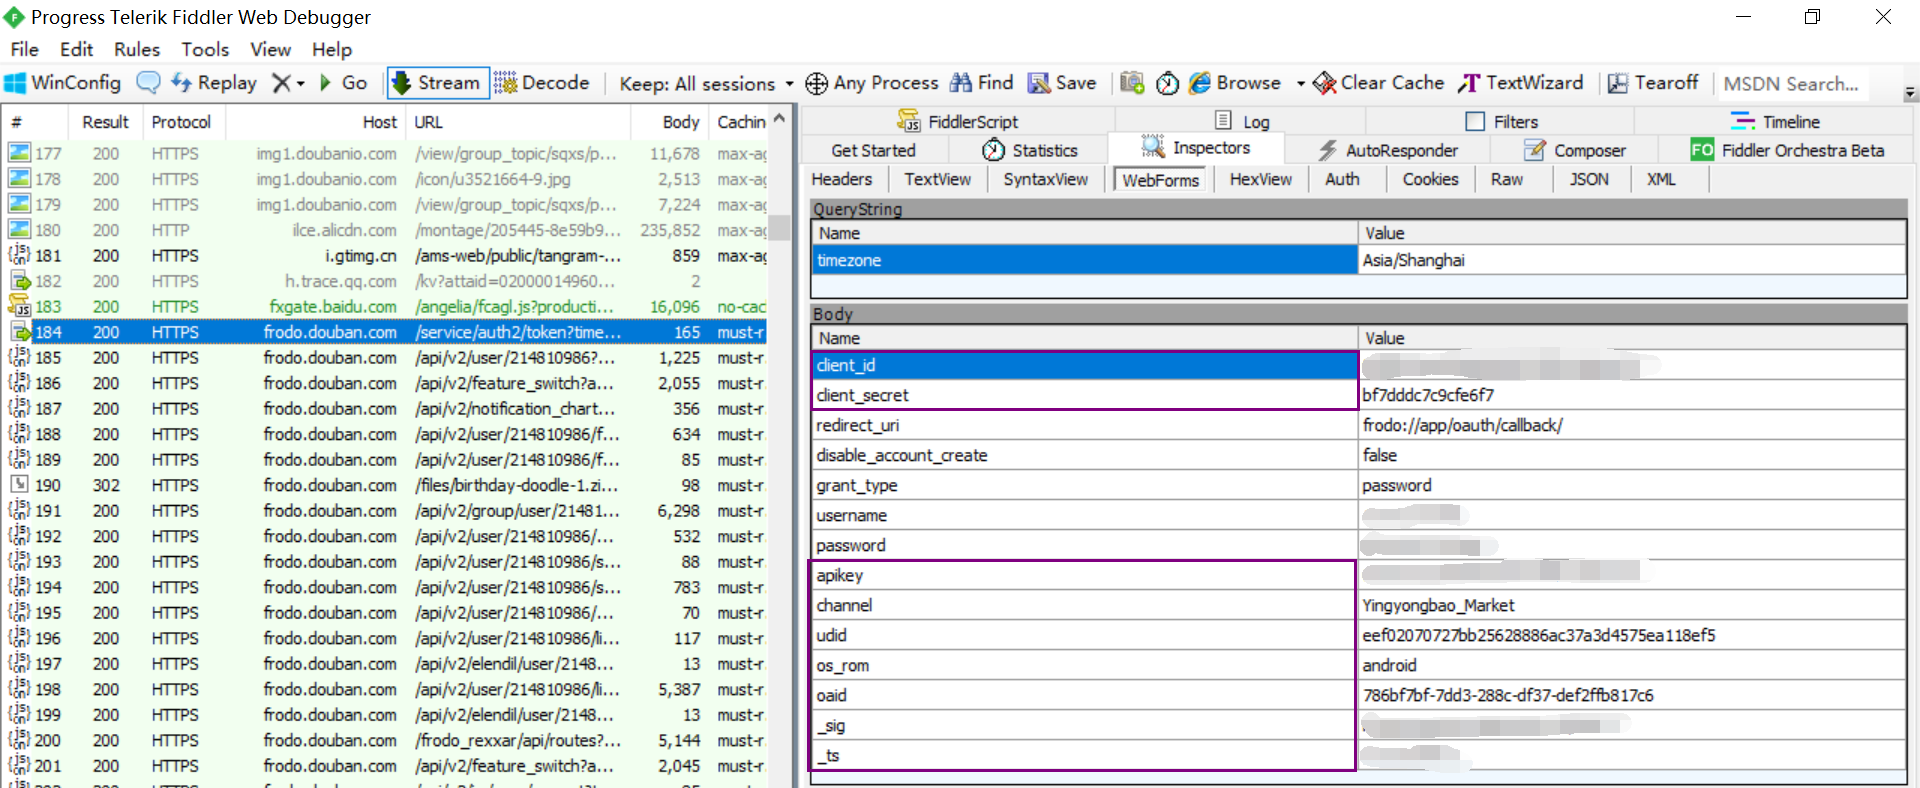 Progress Telerik Fiddler Web Debugger
File Edit Rules Tools View Help
WinConfig Replay Go Stream Decode Keep: All sessions Any Process Find Save Browse Clear Cache TextWizard Tearoff MSDN Search...
# Result Protocol Host URL Body Cachin
177 200 HTTPS img1.doubanio.com /view/group_topic/sqxs/p... 11,678 max-ag
178 200 HTTPS img1.doubanio.com /icon/u3521664-9.jpg 2,513 max-ag
179 200 HTTPS img1.doubanio.com /view/group_topic/sqxs/p... 7,224 max-ag
180 200 HTTP ilce.alicdn.com /montage/205445-8e59b9... 235,852 max-ag
181 200 HTTPS i.gtimg.cn /ams-web/public/tangram-... 859 max-ag
182 200 HTTPS h.trace.qq.com /kv?attaid=02000014960... 2
183 200 HTTPS fxgate.baidu.com /angelia/fcagl.js?producti... 16,096 no-cac
184 200 HTTPS frodo.douban.com /service/auth2/token?time... 165 must-r
185 200 HTTPS frodo.douban.com /api/v2/user/214810986?... 1,225 must-r
186 200 HTTPS frodo.douban.com /api/v2/feature_switch?a... 2,055 must-r
187 200 HTTPS frodo.douban.com /api/v2/notification_chart... 356 must-r
188 200 HTTPS frodo.douban.com /api/v2/user/214810986/f... 634 must-r
189 200 HTTPS frodo.douban.com /api/v2/user/214810986/f... 85 must-r
190 302 HTTPS frodo.douban.com /files/birthday-doodle-1.zi... 98 must-r
191 200 HTTPS frodo.douban.com /api/v2/group/user/21481... 6,298 must-r
192 200 HTTPS frodo.douban.com /api/v2/user/214810986/... 532 must-r
193 200 HTTPS frodo.douban.com /api/v2/user/214810986/s... 88 must-r
194 200 HTTPS frodo.douban.com /api/v2/user/214810986/s... 783 must-r
195 200 HTTPS frodo.douban.com /api/v2/user/214810986/... 70 must-r
196 200 HTTPS frodo.douban.com /api/v2/user/214810986/li... 117 must-r
197 200 HTTPS frodo.douban.com /api/v2/elendil/user/2148... 13 must-r
198 200 HTTPS frodo.douban.com /api/v2/user/214810986/li... 5,387 must-r
199 200 HTTPS frodo.douban.com /api/v2/elendil/user/2148... 13 must-r
200 200 HTTPS frodo.douban.com /frodo_rexxar/api/routes?... 5,144 must-r
201 200 HTTPS frodo.douban.com /api/v2/feature_switch?a... 2,045 must-r
FiddlerScript Log Filters Timeline
Get Started Statistics Inspectors AutoResponder Composer FO Fiddler Orchestra Beta
Headers TextView SyntaxView WebForms HexView Auth Cookies Raw JSON XML
QueryString
Name Value
timezone Asia/Shanghai
Body
Name Value
client_id
client_secret bf7dddc7c9cfe6f7
redirect_uri frodo://app/oauth/callback/
disable_account_create false
grant_type password
username
password
apikey
channel Yingyongbao_Market
udid eef02070727bb25628886ac37a3d4575ea118ef5
os_rom android
oaid 786bf7bf-7dd3-288c-df37-def2ffb817c6
_sig
_ts